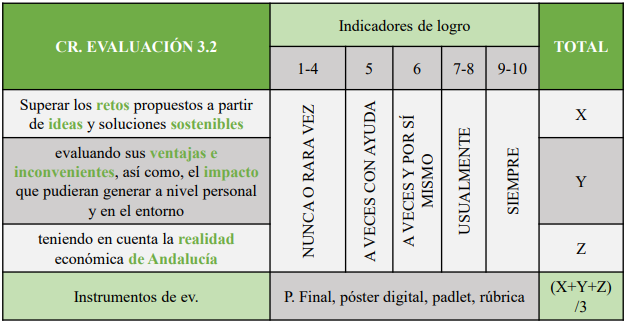 CR. EVALUACIÓN 3.2
Indicadores de logro
TOTAL
1-4
5
6
7-8
9-10
Superar los retos propuestos a partir
de ideas y soluciones sostenibles
X
evaluando sus ventajas e
inconvenientes, así como, el impacto
que pudieran generar a nivel personal
y en el entorno
Y
teniendo en cuenta la realidad
económica de Andalucía
Z
NUNCA O RARA VEZ
A VECES CON AYUDA
A VECES Y POR SÍ
MISMO
USUALMENTE
SIEMPRE
Instrumentos de ev.
P. Final, póster digital, padlet, rúbrica
(X+Y+Z)
/3